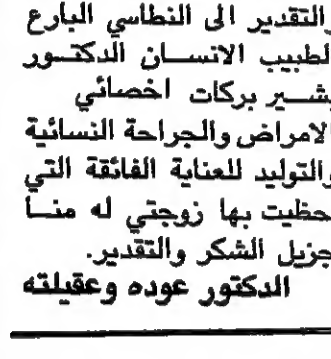 والتقدير الى النطاسي البارع
الطبيب الانسان الدكتور
بشير بركات اخصائي
الامراض والجراحة النسائية
والتوليد للعناية الفائقة التي
حظيت بها زوجتي له منا
جزيل الشكر والتقدير.
الدكتور عوده وعقيلته